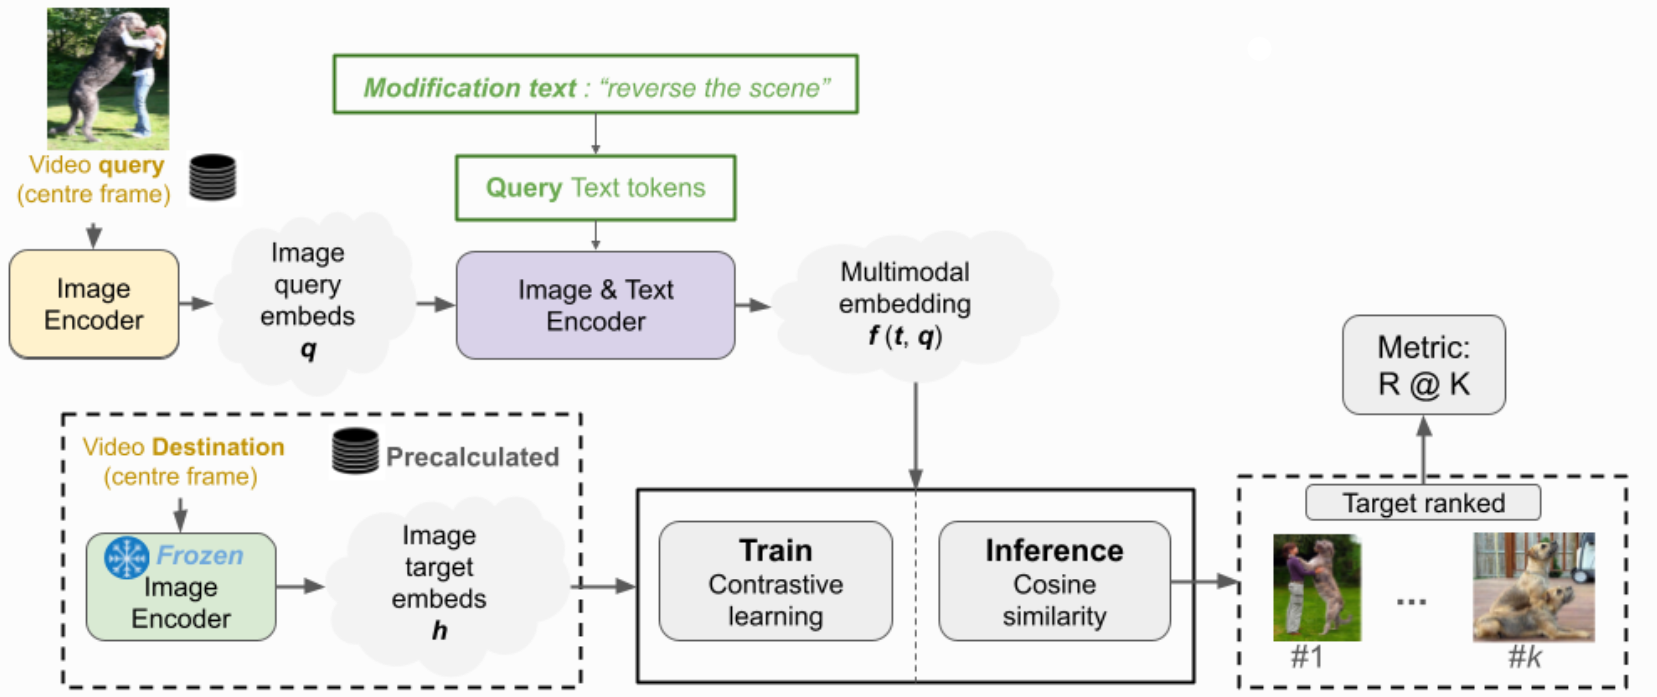 Modification text : “reverse the scene”
Video query
(centre frame)
Query Text tokens
Image
Encoder
Image
query
embeds
q
Image & Text
Encoder
Multimodal
embedding
f (t, q)
Metric:
R @ K
Video Destination
(centre frame)
Precalculated
Frozen
Image
Encoder
Image
target
embeds
h
Train
Contrastive
learning
Inference
Cosine
similarity
Target ranked
...
#1
#k